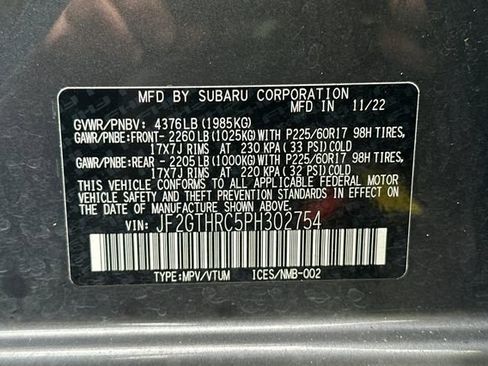 MFD BY SUBARU CORPORATION 11/22
GVWR/PNBV: 4376LB (1985KG)
GAWR/PNBE:FRONT- 2260LB(1025KG)WITH P225/60R17 98H TIRES,
17X7J RIMS AT 230 KPA (33 PSI)COLD
GAWR/PNBE:REAR - 2205LB(1000KG)WITH P225/60R17 98H TIRES,
17X7J RIMS AT 220 KPA (32 PSI)COLD
THIS VEHICLE CONFORMS TO ALL APPLICABLE FEDERAL MOTOR
VEHICLE SAFETY AND THEFT PREVENTION STANDARDS IN EFFECT
ON THE DATE OF MANUFACTURE SHOWN ABOVE.
VIN: JF2GTHRC5PH302754
TYPE:MPV/VTUM ICES/NMB-002